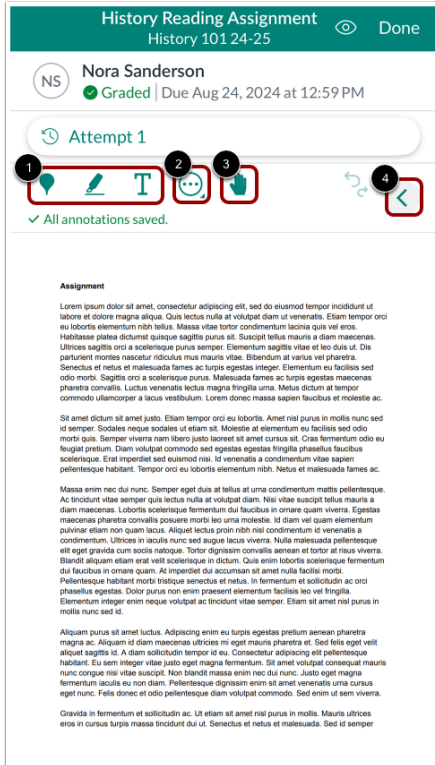 History Reading Assignment
History 101 24-25
Done
NS
Nora Sanderson
Graded | Due Aug 24, 2024 at 12:59 PM
Attempt 1
1
2
3
4
T
All annotations saved.
Assignment
Lorem ipsum dolor sit amet, consectetur adipiscing elit, sed do eiusmod tempor incididunt ut
labore et dolore magna aliqua. Quis lectus nulla at volutpat diam ut venenatis. Etiam tempor orci
eu lobortis elementum nibh tellus. Massa vitae tortor condimentum lacinia quis vel eros.
Habitasse platea dictumst quisque sagittis purus sit. Suscipit tellus mauris a diam maecenas.
Ultrices sagittis orci a scelerisque purus semper. Elementum sagittis vitae et leo duis ut. Dis
parturient montes nascetur ridiculus mus mauris vitae. Bibendum at varius vel pharetra.
Senectus et netus et malesuada fames ac turpis egestas integer. Elementum eu facilisis sed
odio morbi. Sagittis orci a scelerisque purus. Malesuada fames ac turpis egestas maecenas
pharetra convallis. Luctus venenatis lectus magna fringilla urna. Metus dictum at tempor
commodo ullamcorper a lacus vestibulum. Lorem donec massa sapien faucibus et molestie ac.
Sit amet dictum sit amet justo. Etiam tempor orci eu lobortis. Amet nisl purus in mollis nunc sed
id semper. Sodales neque sodales ut etiam sit. Molestie at elementum eu facilisis sed odio
morbi quis. Semper viverra nam libero justo laoreet sit amet cursus sit. Cras fermentum odio eu
feugiat pretium. Diam volutpat commodo sed egestas egestas fringilla phasellus faucibus
scelerisque. Erat imperdiet sed euismod nisi. Id venenatis a condimentum vitae sapien
pellentesque habitant. Tempor orci eu lobortis elementum nibh. Netus et malesuada fames ac.
Massa enim nec dui nunc. Semper eget duis at tellus at urna condimentum mattis pellentesque.
Ac tincidunt vitae semper quis lectus nulla at volutpat diam. Nisi vitae suscipit tellus mauris a
diam maecenas. Lobortis scelerisque fermentum dui faucibus in ornare quam viverra. Egestas
maecenas pharetra convallis posuere morbi leo urna molestie. Id diam vel quam elementum
pulvinar etiam non quam lacus. Aliquet lectus proin nibh nisl condimentum id venenatis a
condimentum. Ultrices in iaculis nunc sed augue lacus viverra. Nulla malesuada pellentesque
elit eget gravida cum sociis natoque. Tortor dignissim convallis aenean et tortor at risus viverra.
Blandit aliquam etiam erat velit scelerisque in dictum. Quis enim lobortis scelerisque fermentum
dui faucibus in ornare quam. At imperdiet dui accumsan sit amet nulla facilisi morbi.
Pellentesque habitant morbi tristique senectus et netus. In fermentum et sollicitudin ac orci
phasellus egestas. Dolor purus non enim praesent elementum facilisis leo vel fringilla.
Elementum integer enim neque volutpat ac tincidunt vitae semper. Etiam sit amet nisl purus in
mollis nunc sed id.
Aliquam purus sit amet luctus. Adipiscing enim eu turpis egestas pretium aenean pharetra
magna ac. Aliquam id diam maecenas ultricies mi eget mauris pharetra et. Sed felis eget velit
aliquet sagittis id. A diam sollicitudin tempor id eu. Consectetur adipiscing elit pellentesque
habitant. Eu sem integer vitae justo eget magna fermentum. Sit amet volutpat consequat mauris
nunc congue nisi vitae suscipit. Non blandit massa enim nec dui nunc. Justo eget magna
fermentum iaculis eu non diam. Pellentesque dignissim enim sit amet venenatis urna cursus
eget nunc. Felis donec et odio pellentesque diam volutpat commodo. Sed enim ut sem viverra.
Gravida in fermentum et sollicitudin ac. Ut etiam sit amet nisl purus in mollis. Mauris ultrices
eros in cursus turpis massa tincidunt dui ut. Senectus et netus et malesuada. Sed id semper